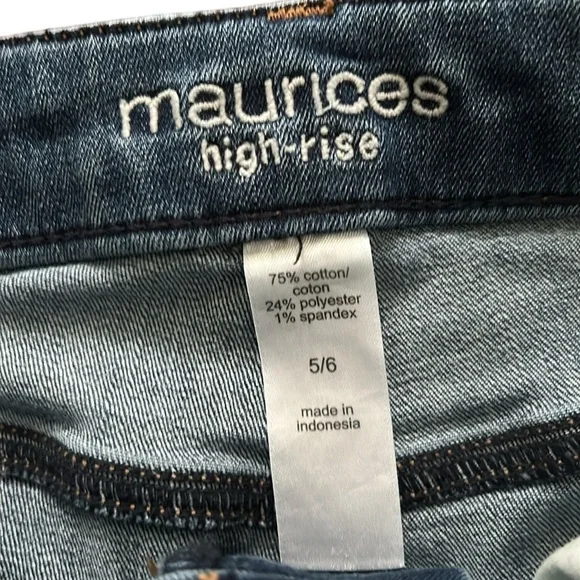 maurices
high-rise
75% cotton/
coton
24% polyester
1% spandex
5/6
made in
indonesia